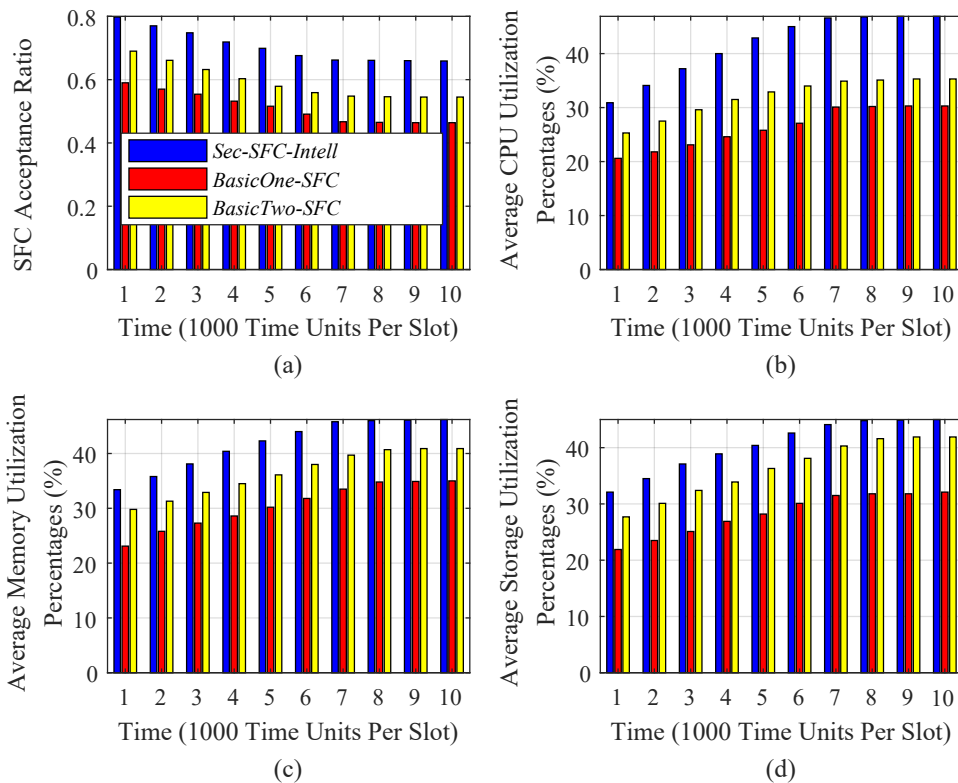 SFC Acceptance Ratio
0.8
0.6
0.4
0.2
0
Sec-SFC-Intell
BasicOne-SFC
BasicTwo-SFC
1 2 3 4 5 6 7 8 9 10
Time (1000 Time Units Per Slot)
(a)
Average CPU Utilization
Percentages (%)
40
30
20
10
0
1 2 3 4 5 6 7 8 9 10
Time (1000 Time Units Per Slot)
(b)
Average Memory Utilization
Percentages (%)
40
30
20
10
0
1 2 3 4 5 6 7 8 9 10
Time (1000 Time Units Per Slot)
(c)
Average Storage Utilization
Percentages (%)
40
30
20
10
0
1 2 3 4 5 6 7 8 9 10
Time (1000 Time Units Per Slot)
(d)